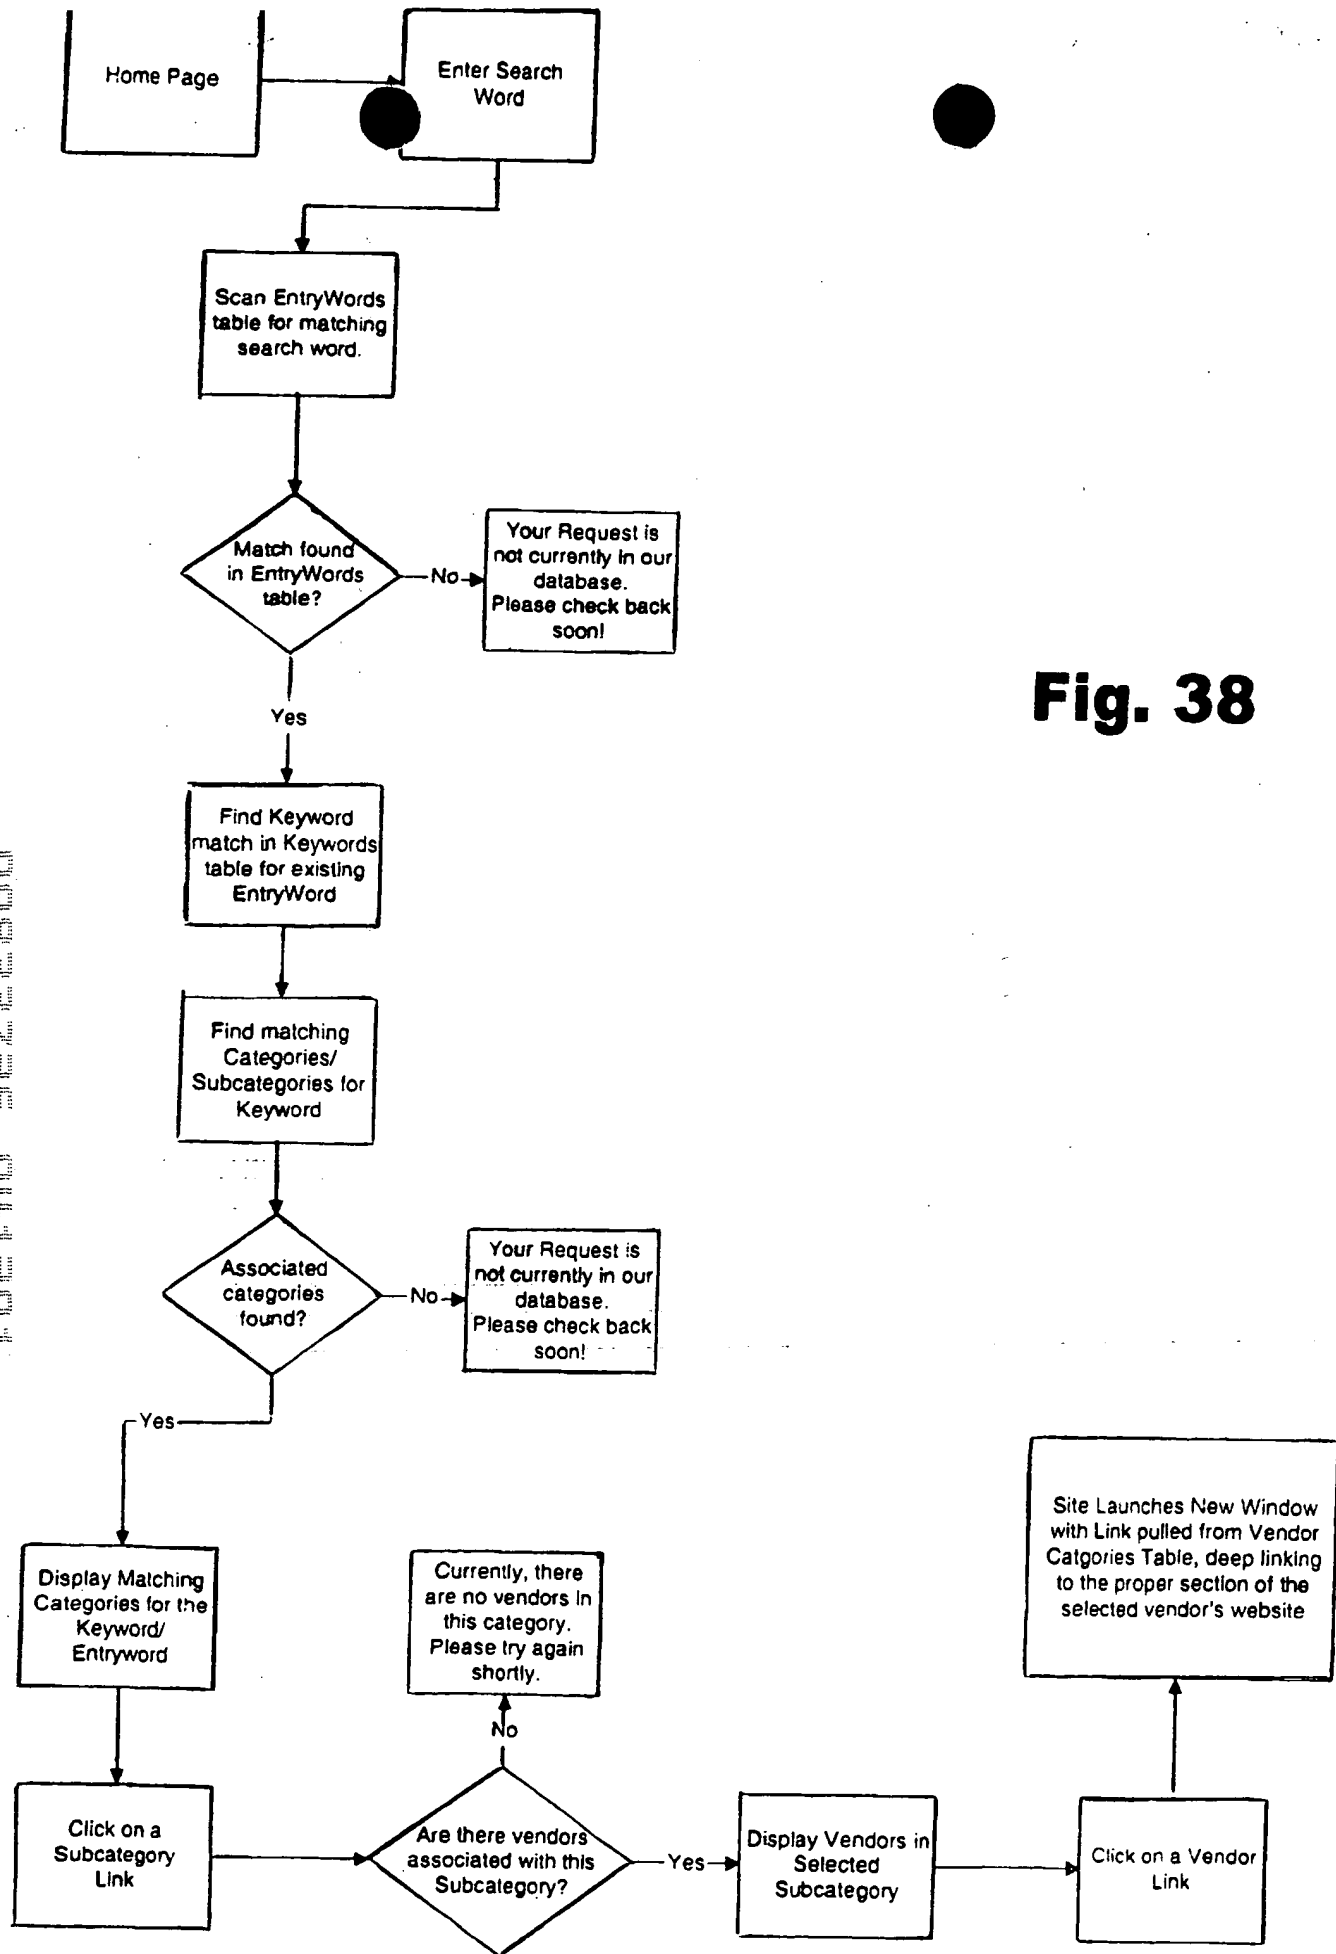 Home Page
Enter Search
Word
Scan EntryWords
table for matching
search word.
Match found
in EntryWords
table?
No
Your Request is
not currently in our
database.
Please check back
soon!
Yes
Fig. 38
Find Keyword
match in Keywords
table for existing
EntryWord
Find matching
Categories/
Subcategories for
Keyword
Associated
categories
found?
No
Your Request is
not currently in our
database.
Please check back
soon!
Yes
Display Matching
Categories for the
Keyword/
Entryword
Currently, there
are no vendors in
this category.
Please try again
shortly.
Site Launches New Window
with Link pulled from Vendor
Catgories Table, deep linking
to the proper section of the
selected vendor's website
No
Click on a
Subcategory
Link
Are there vendors
associated with this
Subcategory?
Yes
Display Vendors in
Selected
Subcategory
Click on a Vendor
Link